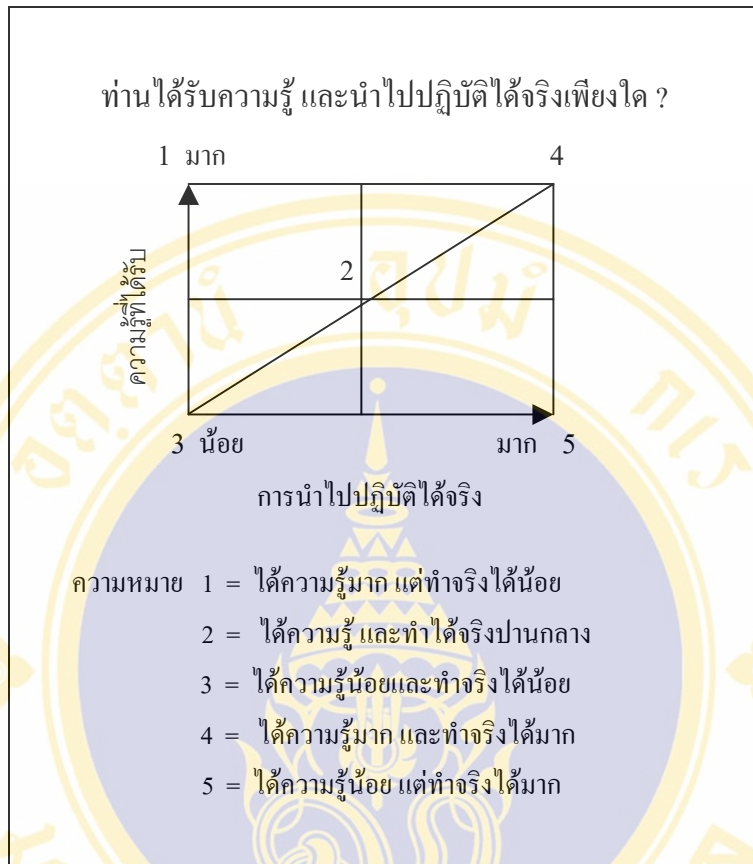 ท่านได้รับความรู้ และนำไปปฏิบัติได้จริงเพียงใด ?
1 มาก 4
2
ความรู้ที่ได้รับ
3 น้อย มาก 5
การนำไปปฏิบัติได้จริง
ความหมาย 1 = ได้ความรู้มาก แต่ทำจริงได้น้อย
2 = ได้ความรู้ และทำได้จริงปานกลาง
3 = ได้ความรู้น้อยและทำจริงได้น้อย
4 = ได้ความรู้มาก และทำจริงได้มาก
5 = ได้ความรู้น้อย แต่ทำจริงได้มาก